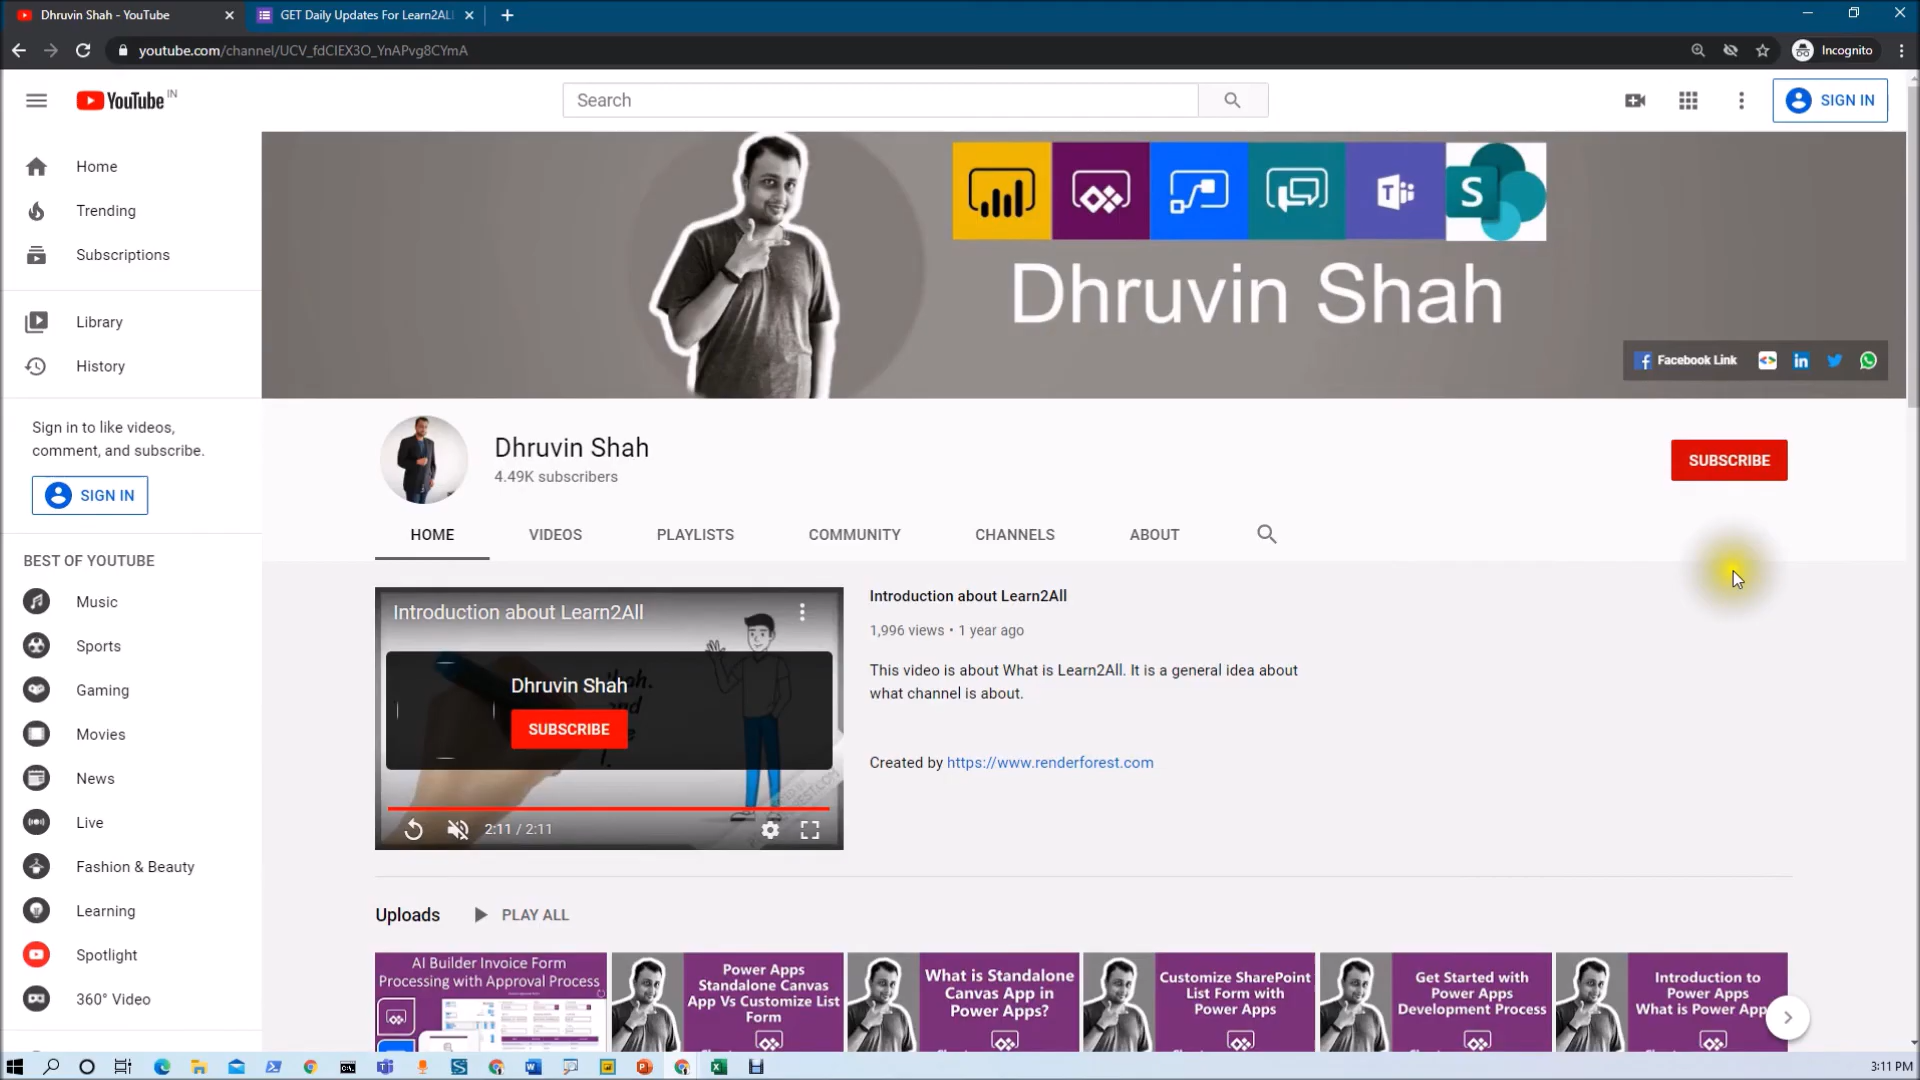 Dhruvin Shah - YouTube
GET Daily Updates For Learn2ALL
youtube.com/channel/UCV_fdCIEX3O_YnAPvg8CYmA
Incognito
YouTube IN
Search
SIGN IN
Home
Trending
Subscriptions
Library
History
Sign in to like videos,
comment, and subscribe.
SIGN IN
BEST OF YOUTUBE
Music
Sports
Gaming
Movies
News
Live
Fashion & Beauty
Learning
Spotlight
360° Video
Dhruvin Shah
Facebook Link
Dhruvin Shah
4.49K subscribers
SUBSCRIBE
HOME
VIDEOS
PLAYLISTS
COMMUNITY
CHANNELS
ABOUT
Introduction about Learn2All
Dhruvin Shah
SUBSCRIBE
2:11 / 2:11
Introduction about Learn2All
1,996 views • 1 year ago
This video is about What is Learn2All. It is a general idea about
what channel is about.
Created by https://www.renderforest.com
Uploads
PLAY ALL
AI Builder Invoice Form
Processing with Approval Process
Power Apps
Standalone Canvas
App Vs Customize List
Form
What is Standalone
Canvas App in
Power Apps?
Customize SharePoint
List Form with
Power Apps
Get Started with
Power Apps
Development Process
Introduction to
Power Apps
What is Power App
3:11 PM